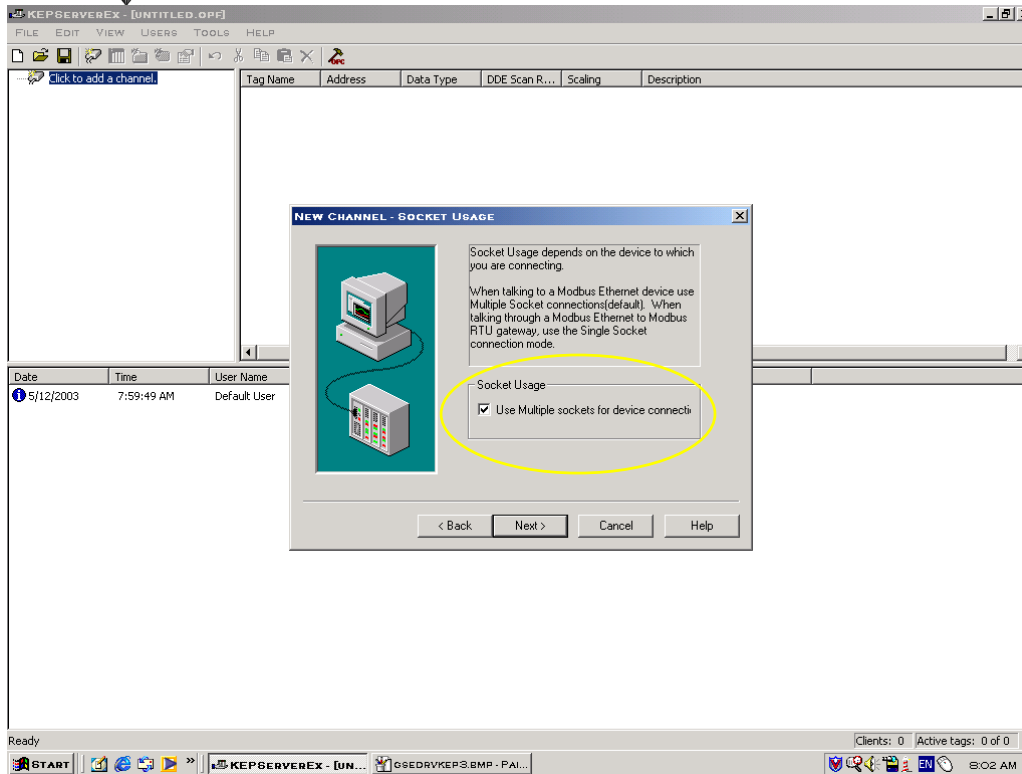 KEPServerEx - [Untitled.opf]
File Edit View Users Tools Help
Click to add a channel.
Tag Name Address Data Type DDE Scan R... Scaling Description
New Channel - Socket Usage
Socket Usage depends on the device to which
you are connecting.
When talking to a Modbus Ethernet device use
Multiple Socket connections(default). When
talking through a Modbus Ethernet to Modbus
RTU gateway, use the Single Socket
connection mode.
Socket Usage
Use Multiple sockets for device connecti
< Back Next > Cancel Help
Date Time User Name
5/12/2003 7:59:49 AM Default User
Ready
Clients: 0 Active tags: 0 of 0
Start
KEPServerEx - [Un...
gsedrvkep3.bmp - Pai...
EN
8:02 AM